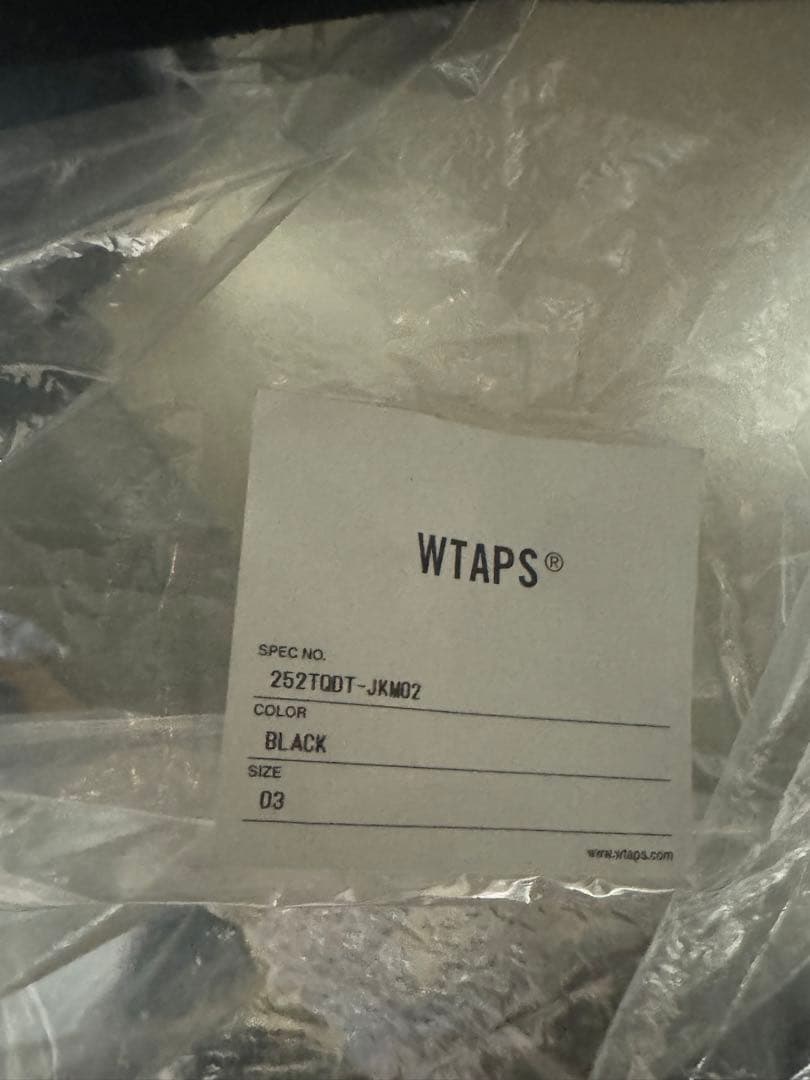 WTAPS®
SPEC NO.
252TQDT-JKM02
COLOR
BLACK
SIZE
03
www.wtaps.com